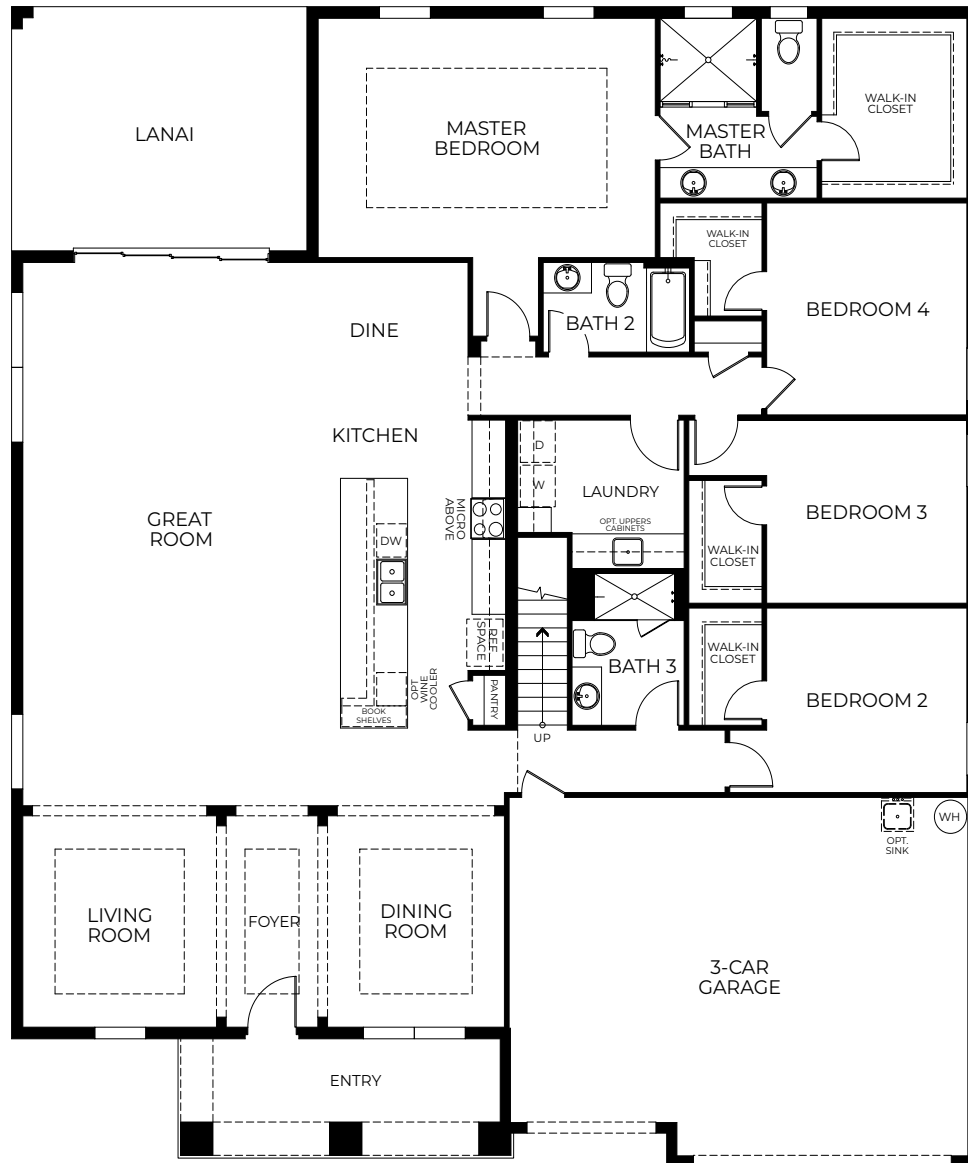 LANAI
MASTER
BEDROOM
MASTER
BATH
WALK-IN
CLOSET
WALK-IN
CLOSET
BEDROOM 4
DINE
BATH 2
KITCHEN
GREAT
ROOM
MICRO
ABOVE
DW
D
W
LAUNDRY
OPT. UPPERS
CABINETS
BEDROOM 3
WALK-IN
CLOSET
REF
SPACE
OPT
WINE
COOLER
BOOK
SHELVES
PANTRY
UP
BATH 3
WALK-IN
CLOSET
BEDROOM 2
LIVING
ROOM
FOYER
DINING
ROOM
OPT.
SINK
WH
3-CAR
GARAGE
ENTRY